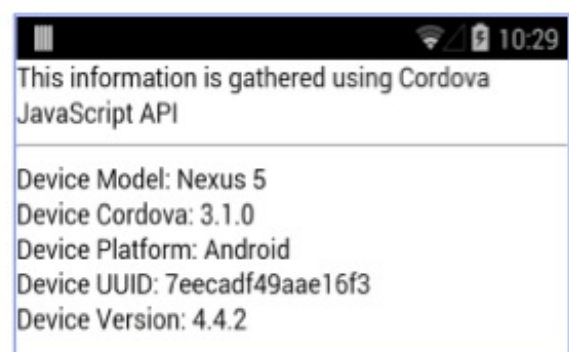 10:29
This information is gathered using Cordova
JavaScript API
Device Model: Nexus 5
Device Cordova: 3.1.0
Device Platform: Android
Device UUID: 7eecadf49aae16f3
Device Version: 4.4.2